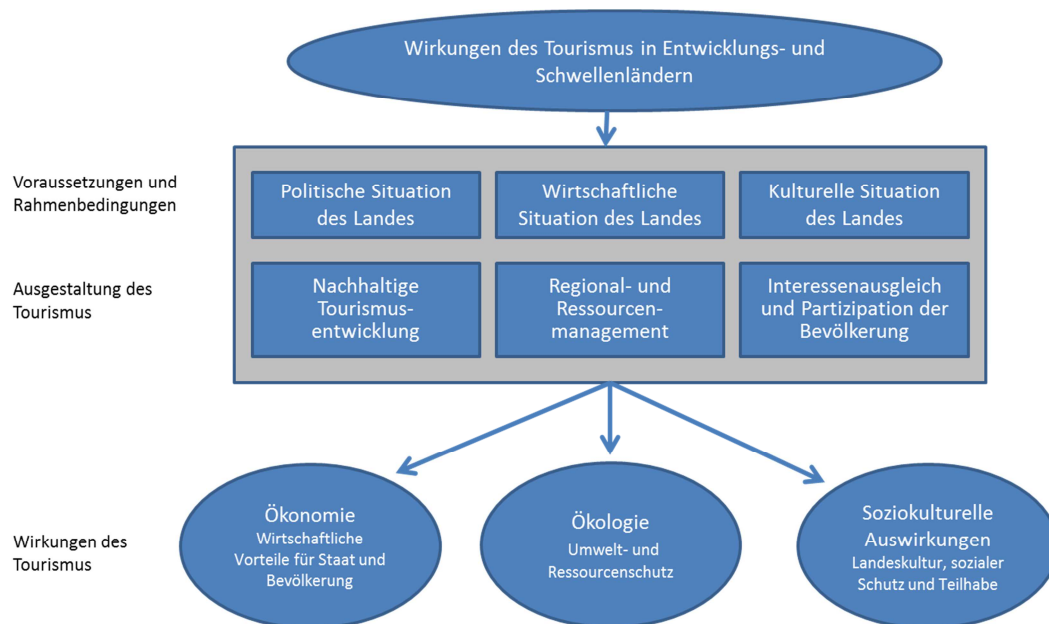 Wirkungen des Tourismus in Entwicklungs- und
Schwellenländern
Voraussetzungen und
Rahmenbedingungen
Politische Situation
des Landes
Wirtschaftliche
Situation des Landes
Kulturelle Situation
des Landes
Ausgestaltung des
Tourismus
Nachhaltige
Tourismus-
entwicklung
Regional- und
Ressourcen-
management
Interessenausgleich
und Partizipation der
Bevölkerung
Wirkungen des
Tourismus
Ökonomie
Wirtschaftliche
Vorteile für Staat und
Bevölkerung
Ökologie
Umwelt- und
Ressourcenschutz
Soziokulturelle
Auswirkungen
Landeskultur, sozialer
Schutz und Teilhabe